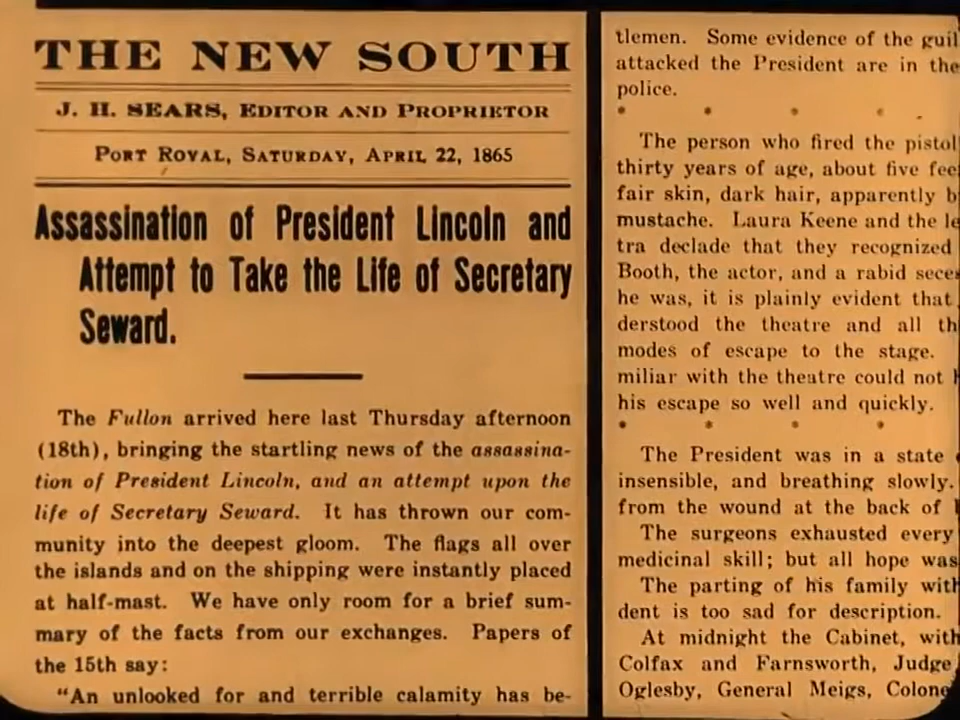 THE NEW SOUTH
J. H. SEARS, EDITOR AND PROPRIETOR
PORT ROYAL, SATURDAY, APRIL 22, 1865
Assassination of President Lincoln and
Attempt to Take the Life of Secretary
Seward.
The Fullon arrived here last Thursday afternoon
(18th), bringing the startling news of the assassina-
tion of President Lincoln, and an attempt upon the
life of Secretary Seward. It has thrown our com-
munity into the deepest gloom. The flags all over
the islands and on the shipping were instantly placed
at half-mast. We have only room for a brief sum-
mary of the facts from our exchanges. Papers of
the 15th say:
"An unlooked for and terrible calamity has be-
tlemen. Some evidence of the guil
attacked the President are in the
police.
The person who fired the pistol
thirty years of age, about five fee
fair skin, dark hair, apparently b
mustache. Laura Keene and the le
tra declade that they recognized
Booth, the actor, and a rabid seces
he was, it is plainly evident that
derstood the theatre and all th
modes of escape to the stage.
miliar with the theatre could not h
his escape so well and quickly.
The President was in a state
insensible, and breathing slowly.
from the wound at the back of
The surgeons exhausted every
medicinal skill; but all hope was
The parting of his family with
dent is too sad for description.
At midnight the Cabinet, with
Colfax and Farnsworth, Judge
Oglesby, General Meigs, Colone